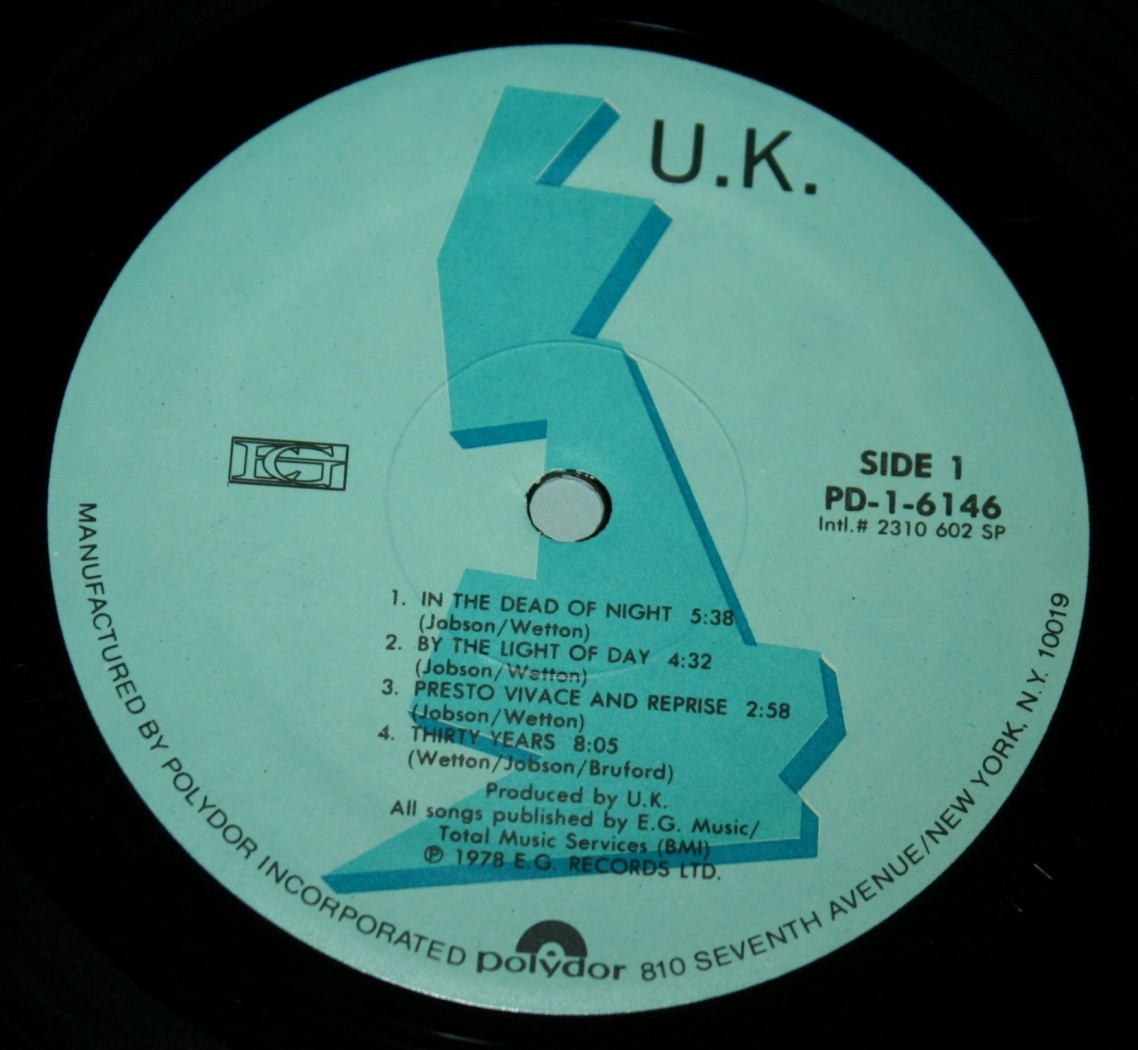 U.K.
EG
SIDE 1
PD-1-6146
Intl.# 2310 602 SP
1. IN THE DEAD OF NIGHT 5:38
(Jobson/Wetton)
2. BY THE LIGHT OF DAY 4:32
(Jobson/Wetton)
3. PRESTO VIVACE AND REPRISE 2:58
(Jobson/Wetton)
4. THIRTY YEARS 8:05
(Wetton/Jobson/Bruford)
Produced by U.K.
All songs published by E.G. Music/
Total Music Services (BMI)
℗ 1978 E.G. RECORDS LTD.
MANUFACTURED BY POLYDOR INCORPORATED polydor 810 SEVENTH AVENUE/NEW YORK, N.Y. 10019